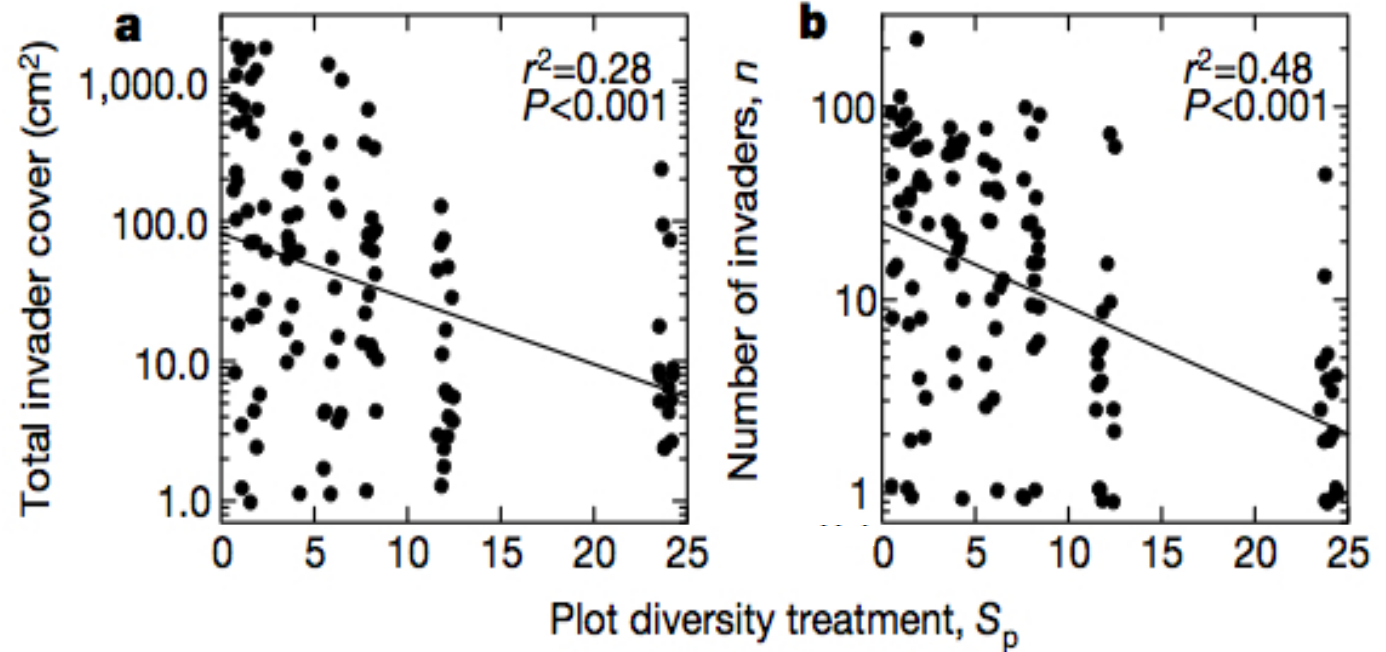 a
Total invader cover (cm²)
1,000.0
100.0
10.0
1.0
r²=0.28
P<0.001
0 5 10 15 20 25
b
Number of invaders, n
100
10
1
r²=0.48
P<0.001
0 5 10 15 20 25
Plot diversity treatment, Sₚ